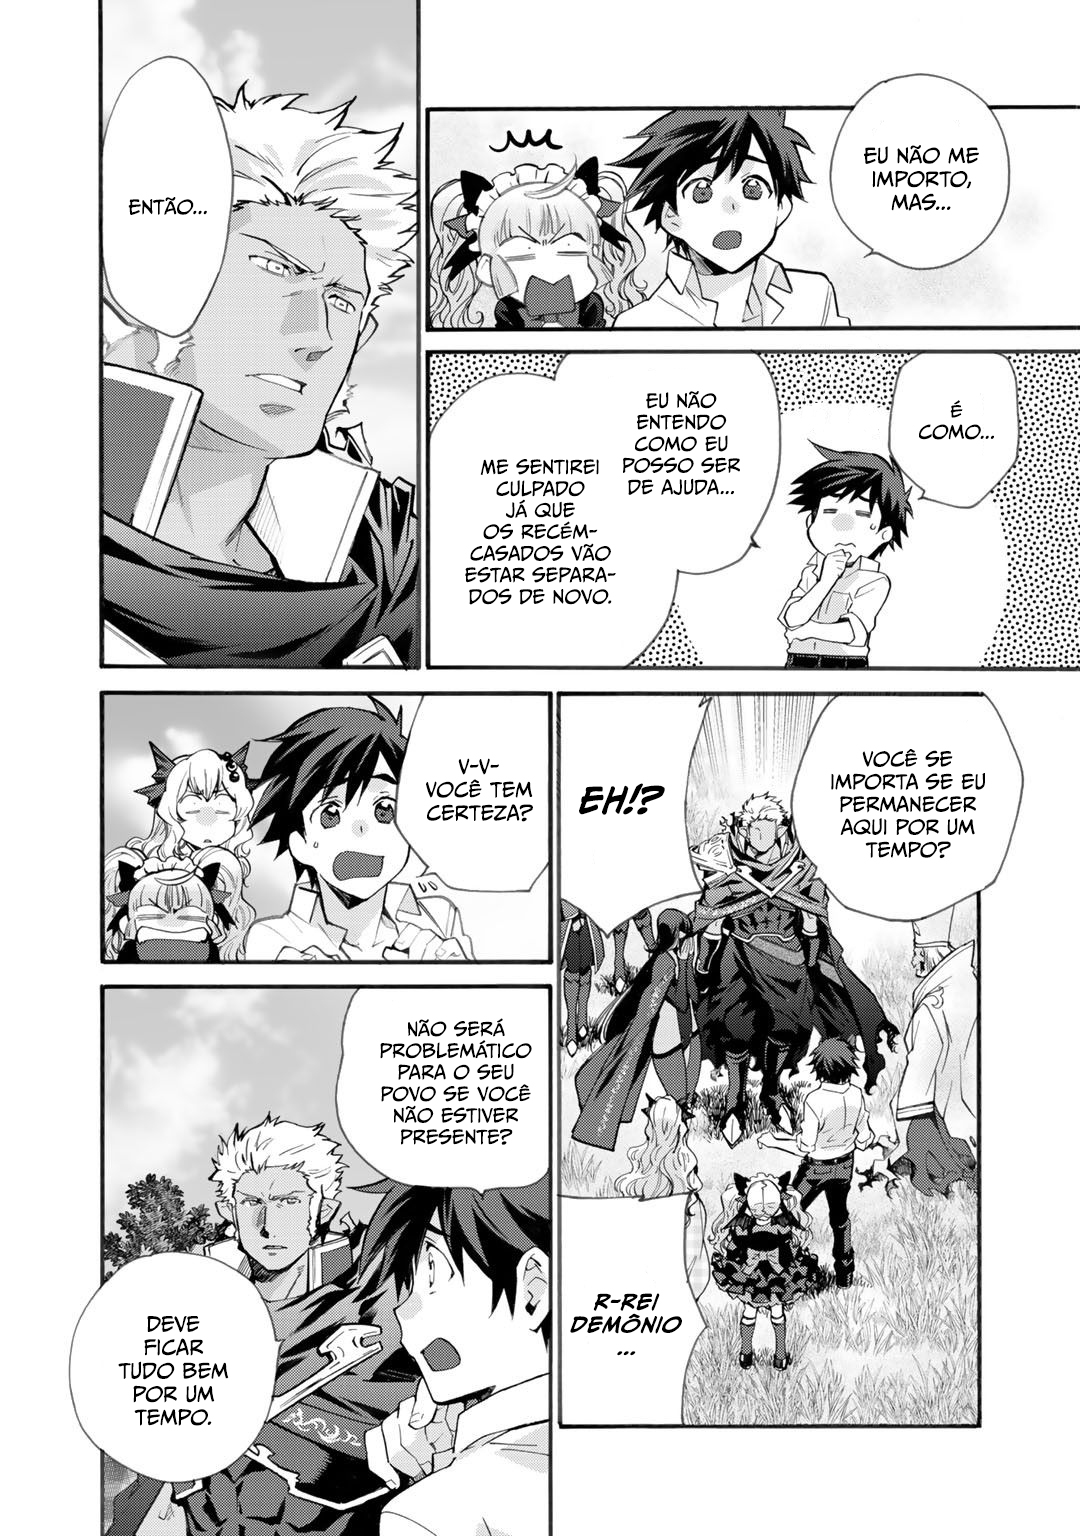 EU NÃO ME
IMPORTO,
MAS...
É
COMO...
EU NÃO
ENTENDO
COMO EU
POSSO SER
DE AJUDA...
ME SENTIREI
CULPADO
JÁ QUE
OS RECÉM-
CASADOS VÃO
ESTAR SEPARA-
DOS DE NOVO.
ENTÃO...
VOCÊ SE
IMPORTA SE EU
PERMANECER
AQUI POR UM
TEMPO?
EH!?
R-REI
DEMÔNIO
...
V-V-
VOCÊ TEM
CERTEZA?
NÃO SERÁ
PROBLEMÁTICO
PARA O SEU
POVO SE VOCÊ
NÃO ESTIVER
PRESENTE?
DEVE
FICAR
TUDO BEM
POR UM
TEMPO.